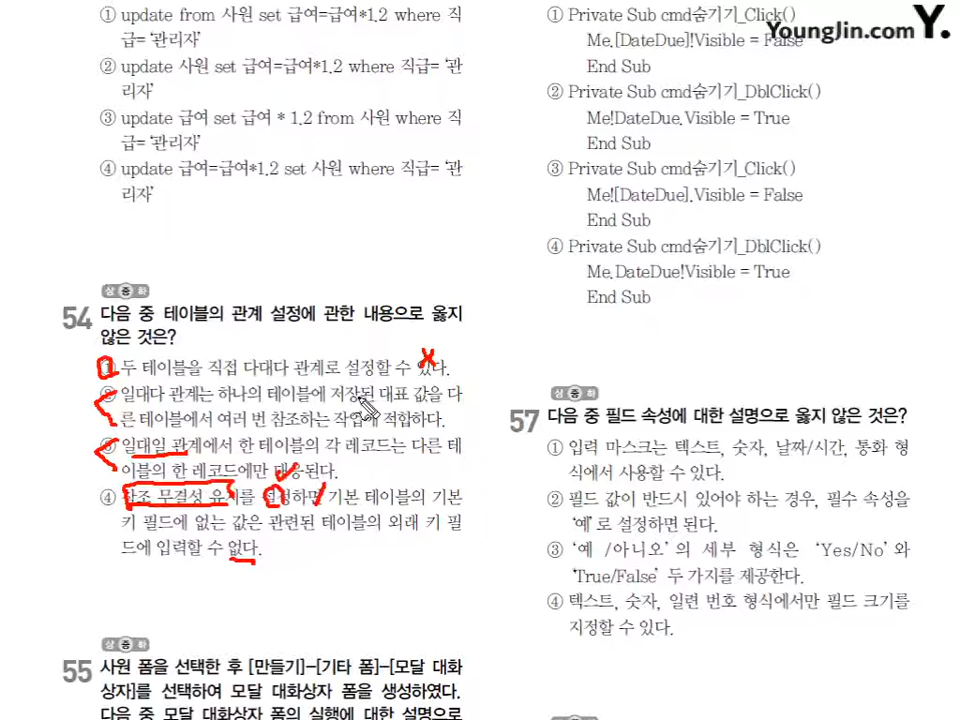 ① update from 사원 set 급여=급여*1.2 where 직
급= '관리자'
② update 사원 set 급여=급여*1.2 where 직급= '관
리자'
③ update 급여 set 급여 * 1.2 from 사원 where 직
급= '관리자'
④ update 급여=급여*1.2 set 사원 where 직급= '관
리자'
상 중 하
54 다음 중 테이블의 관계 설정에 관한 내용으로 옳지
않은 것은?
① 두 테이블을 직접 다대다 관계로 설정할 수 있다.
② 일대다 관계는 하나의 테이블에 저장된 대표 값을 다
른 테이블에서 여러 번 참조하는 작업에 적합하다.
③ 일대일 관계에서 한 테이블의 각 레코드는 다른 테
이블의 한 레코드에만 대응된다.
④ 참조 무결성 유지를 설정하면 기본 테이블의 기본
키 필드에 없는 값은 관련된 테이블의 외래 키 필
드에 입력할 수 없다.
상 중 하
55 사원 폼을 선택한 후 [만들기]-[기타 폼]-[모달 대화
상자]를 선택하여 모달 대화상자 폼을 생성하였다.
다음 중 모달 대화상자 폼의 실행에 대한 설명으로
YoungJin.com Y.
① Private Sub cmd숨기기_Click()
Me.[DateDue]!Visible = False
End Sub
② Private Sub cmd숨기기_DblClick()
Me!DateDue.Visible = True
End Sub
③ Private Sub cmd숨기기_Click()
Me![DateDue].Visible = False
End Sub
④ Private Sub cmd숨기기_DblClick()
Me.DateDue!Visible = True
End Sub
상 중 하
57 다음 중 필드 속성에 대한 설명으로 옳지 않은 것은?
① 입력 마스크는 텍스트, 숫자, 날짜/시간, 통화 형
식에서 사용할 수 있다.
② 필드 값이 반드시 있어야 하는 경우, 필수 속성을
'예'로 설정하면 된다.
③ '예 /아니오'의 세부 형식은 'Yes/No'와
'True/False' 두 가지를 제공한다.
④ 텍스트, 숫자, 일련 번호 형식에서만 필드 크기를
지정할 수 있다.